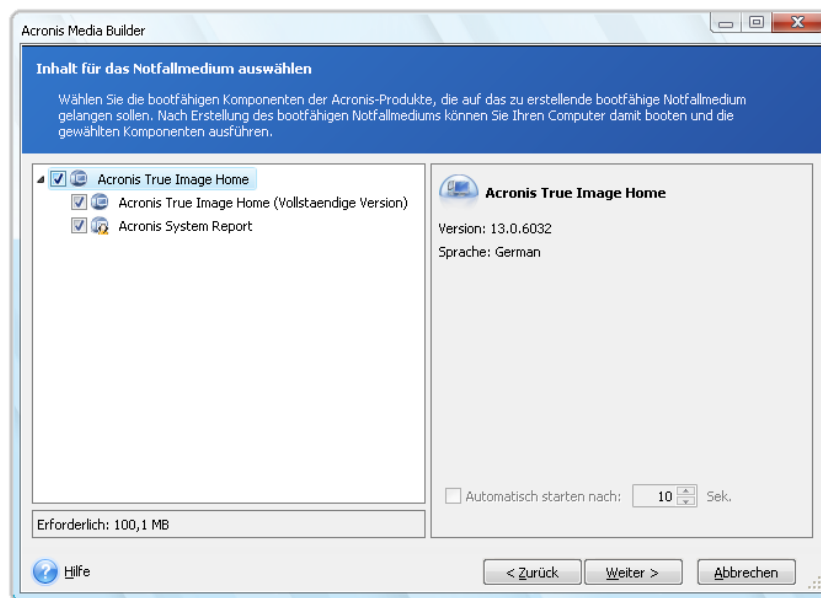 Acronis Media Builder
Inhalt für das Notfallmedium auswählen
Wählen Sie die bootfähigen Komponenten der Acronis-Produkte, die auf das zu erstellende bootfähige Notfallmedium
gelangen sollen. Nach Erstellung des bootfähigen Notfallmediums können Sie Ihren Computer damit booten und die
gewählten Komponenten ausführen.
Acronis True Image Home
Acronis True Image Home (Vollstaendige Version)
Acronis System Report
Acronis True Image Home
Version: 13.0.6032
Sprache: German
Automatisch starten nach: 10 Sek.
Erforderlich: 100,1 MB
Hilfe
< Zurück
Weiter >
Abbrechen